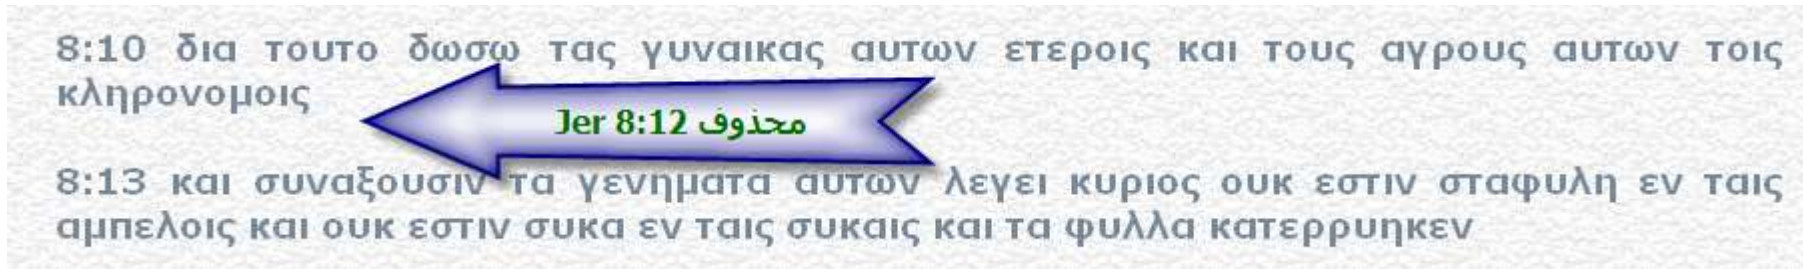 8:10 δια τουτο δωσω τας γυναικας αυτων ετεροις και τους αγρους αυτων τοις
κληρονομοις
محذوف Jer 8:12
8:13 και συναξουσιν τα γενηματα αυτων λεγει κυριος ουκ εστιν σταφυλη εν ταις
αμπελοις και ουκ εστιν συκα εν ταις συκαις και τα φυλλα κατερρυηκεν